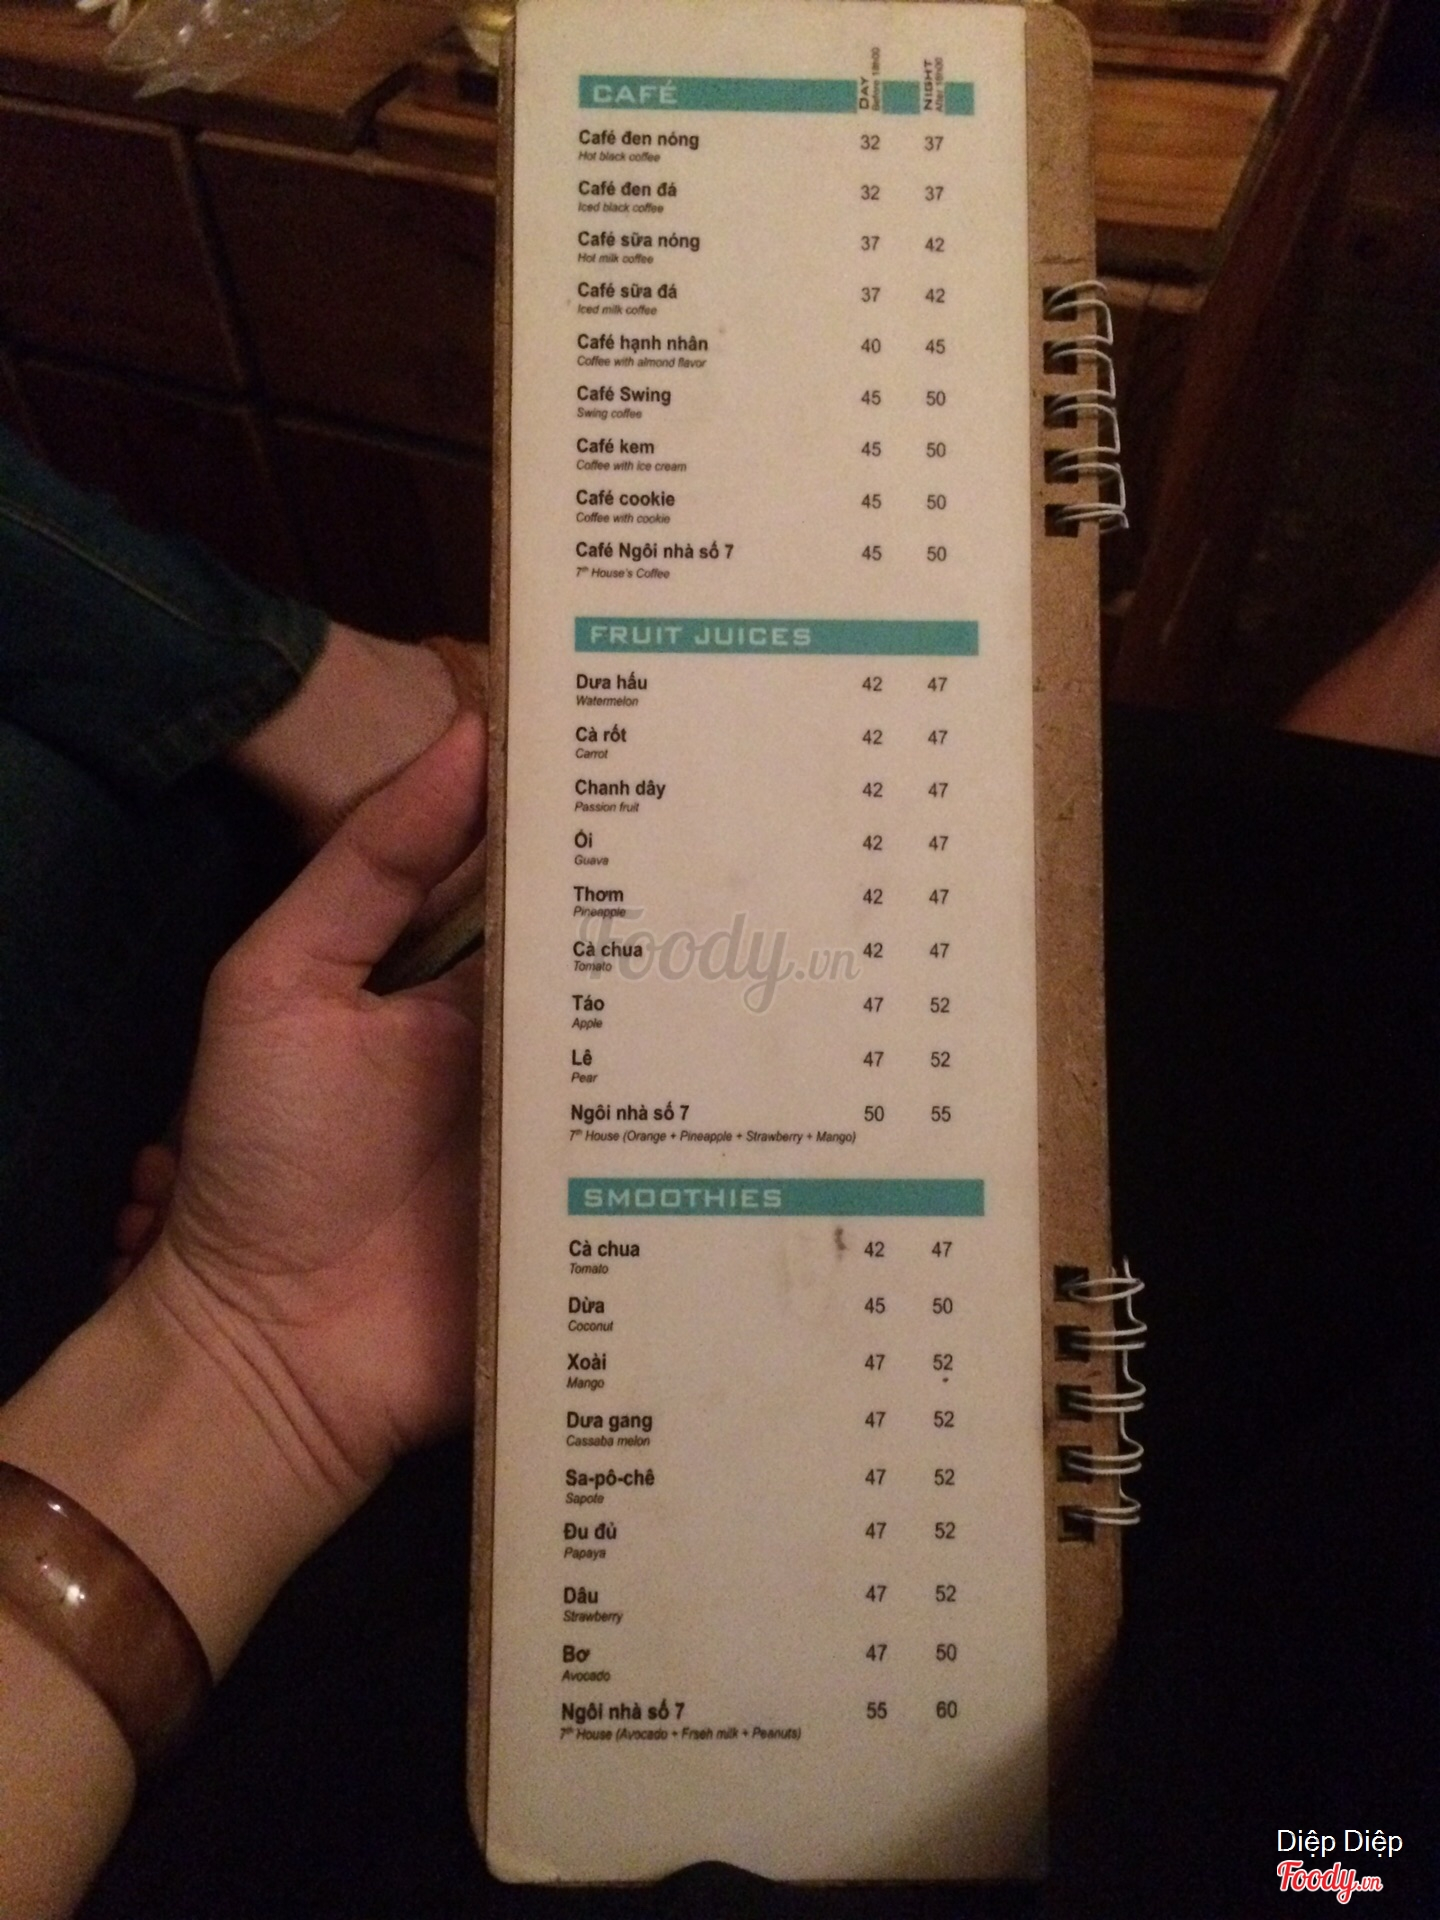 CAFÉ DAY Before 18h00 NIGHT After 18h00
Café đen nóng 32 37
Hot black coffee
Café đen đá 32 37
Iced black coffee
Café sữa nóng 37 42
Hot milk coffee
Café sữa đá 37 42
Iced milk coffee
Café hạnh nhân 40 45
Coffee with almond flavor
Café Swing 45 50
Swing coffee
Café kem 45 50
Coffee with ice cream
Café cookie 45 50
Coffee with cookie
Café Ngôi nhà số 7 45 50
7th House's Coffee
FRUIT JUICES
Dưa hấu 42 47
Watermelon
Cà rốt 42 47
Carrot
Chanh dây 42 47
Passion fruit
Ổi 42 47
Guava
Thơm 42 47
Pineapple
Foody.vn
Cà chua 42 47
Tomato
Táo 47 52
Apple
Lê 47 52
Pear
Ngôi nhà số 7 50 55
7th House (Orange + Pineapple + Strawberry + Mango)
SMOOTHIES
Cà chua 42 47
Tomato
Dừa 45 50
Coconut
Xoài 47 52
Mango
Dưa gang 47 52
Cassaba melon
Sa-pô-chê 47 52
Sapote
Đu đủ 47 52
Papaya
Dâu 47 52
Strawberry
Bơ 47 50
Avocado
Ngôi nhà số 7 55 60
7th House (Avocado + Frseh milk + Peanuts)
Diệp Diệp
Foody.vn